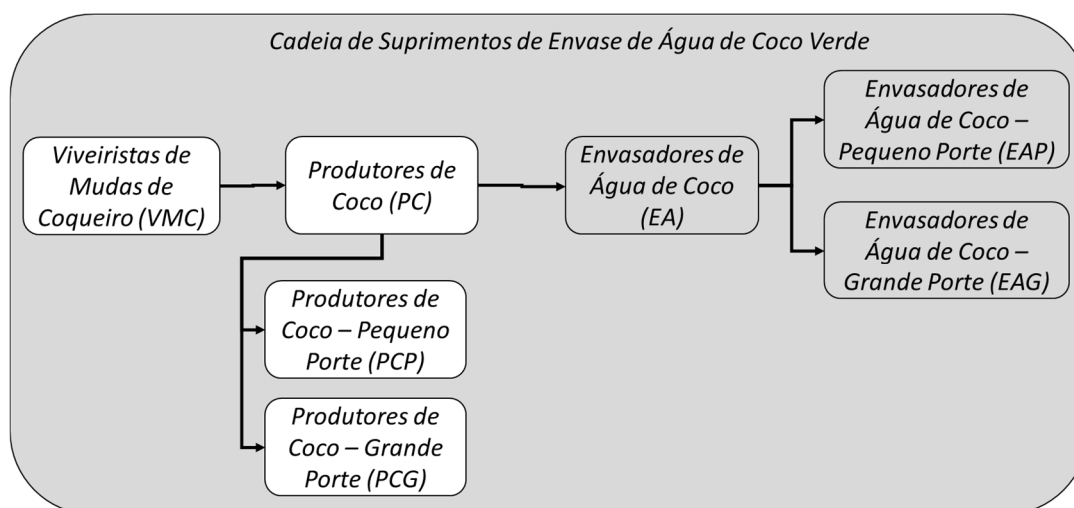 Cadeia de Suprimentos de Envase de Água de Coco Verde
Viveiristas de
Mudas de
Coqueiro (VMC)
Produtores de
Coco (PC)
Envasadores de
Água de Coco
(EA)
Envasadores de
Água de Coco –
Pequeno Porte (EAP)
Envasadores de
Água de Coco –
Grande Porte (EAG)
Produtores de
Coco – Pequeno
Porte (PCP)
Produtores de
Coco – Grande
Porte (PCG)